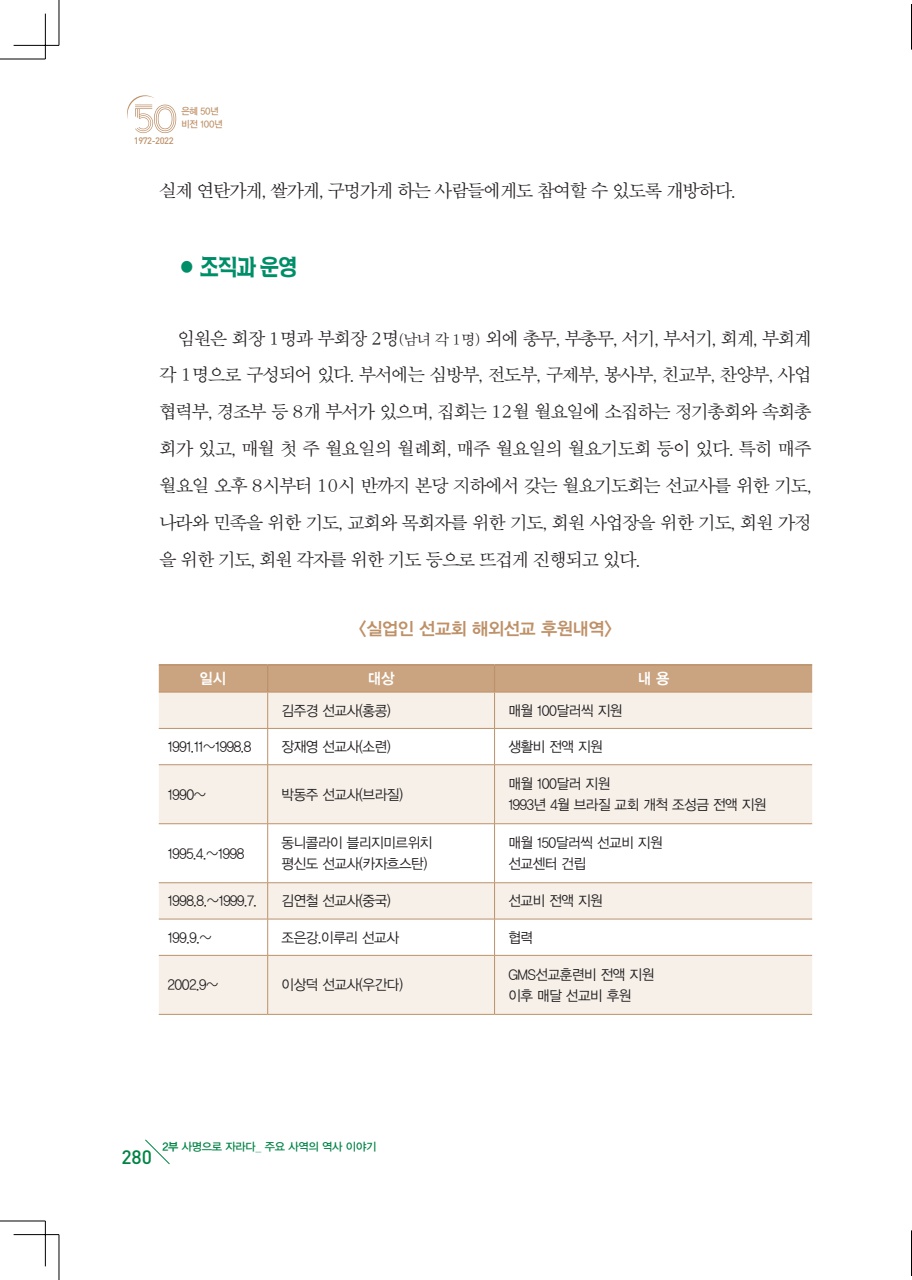 50 은혜 50년
비전 100년
1972-2022
실제 연탄가게, 쌀가게, 구멍가게 하는 사람들에게도 참여할 수 있도록 개방하다.
● 조직과 운영
임원은 회장 1명과 부회장 2명(남녀 각 1명) 외에 총무, 부총무, 서기, 부서기, 회계, 부회계
각 1명으로 구성되어 있다. 부서에는 심방부, 전도부, 구제부, 봉사부, 친교부, 찬양부, 사업
협력부, 경조부 등 8개 부서가 있으며, 집회는 12월 월요일에 소집하는 정기총회와 속회총
회가 있고, 매월 첫 주 월요일의 월례회, 매주 월요일의 월요기도회 등이 있다. 특히 매주
월요일 오후 8시부터 10시 반까지 본당 지하에서 갖는 월요기도회는 선교사를 위한 기도,
나라와 민족을 위한 기도, 교회와 목회자를 위한 기도, 회원 사업장을 위한 기도, 회원 가정
을 위한 기도, 회원 각자를 위한 기도 등으로 뜨겁게 진행되고 있다.
〈실업인 선교회 해외선교 후원내역〉
일시 대상 내 용
김주경 선교사(홍콩) 매월 100달러씩 지원
1991.11~1998.8 장재영 선교사(소련) 생활비 전액 지원
1990~ 박동주 선교사(브라질) 매월 100달러 지원
1993년 4월 브라질 교회 개척 조성금 전액 지원
1995.4.~1998 동니콜라이 블리지미르위치 매월 150달러씩 선교비 지원
평신도 선교사(카자흐스탄) 선교센터 건립
1998.8.~1999.7. 김연철 선교사(중국) 선교비 전액 지원
199.9.~ 조은강.이루리 선교사 협력
2002.9~ 이상덕 선교사(우간다) GMS선교훈련비 전액 지원
이후 매달 선교비 후원
280 2부 사명으로 자라다_ 주요 사역의 역사 이야기